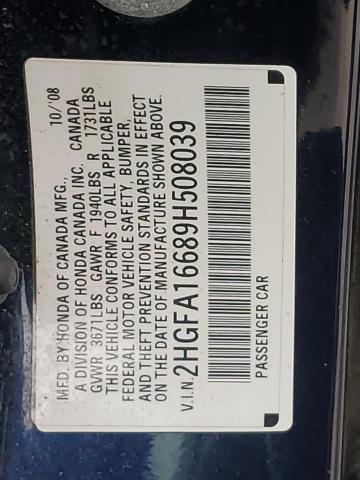 MFD. BY HONDA OF CANADA MFG., 10/'08
A DIVISION OF HONDA CANADA INC. CANADA
GVWR 3671LBS GAWR F 1940LBS R 1731LBS
THIS VEHICLE CONFORMS TO ALL APPLICABLE
FEDERAL MOTOR VEHICLE SAFETY, BUMPER,
AND THEFT PREVENTION STANDARDS IN EFFECT
ON THE DATE OF MANUFACTURE SHOWN ABOVE.
V.I.N. 2HGFA16689H508039
PASSENGER CAR